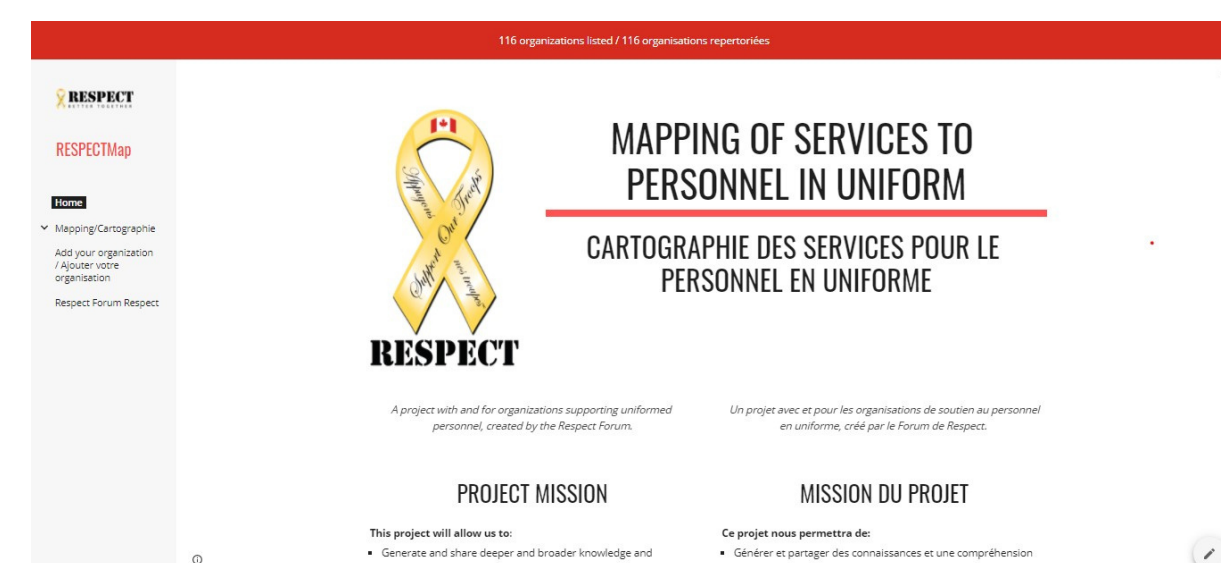 116 organizations listed / 116 organisations repertoriées
RESPECT
BETTER TOGETHER
RESPECTMap
Home
Mapping/Cartographie
Add your organization
/ Ajouter votre
organisation
Respect Forum Respect
Appuyons
Support Our Troops
nos troupes
RESPECT
MAPPING OF SERVICES TO
PERSONNEL IN UNIFORM
CARTOGRAPHIE DES SERVICES POUR LE
PERSONNEL EN UNIFORME
A project with and for organizations supporting uniformed
personnel, created by the Respect Forum.
Un projet avec et pour les organisations de soutien au personnel
en uniforme, créé par le Forum de Respect.
PROJECT MISSION
This project will allow us to:
▪ Generate and share deeper and broader knowledge and
MISSION DU PROJET
Ce projet nous permettra de:
▪ Générer et partager des connaissances et une compréhension